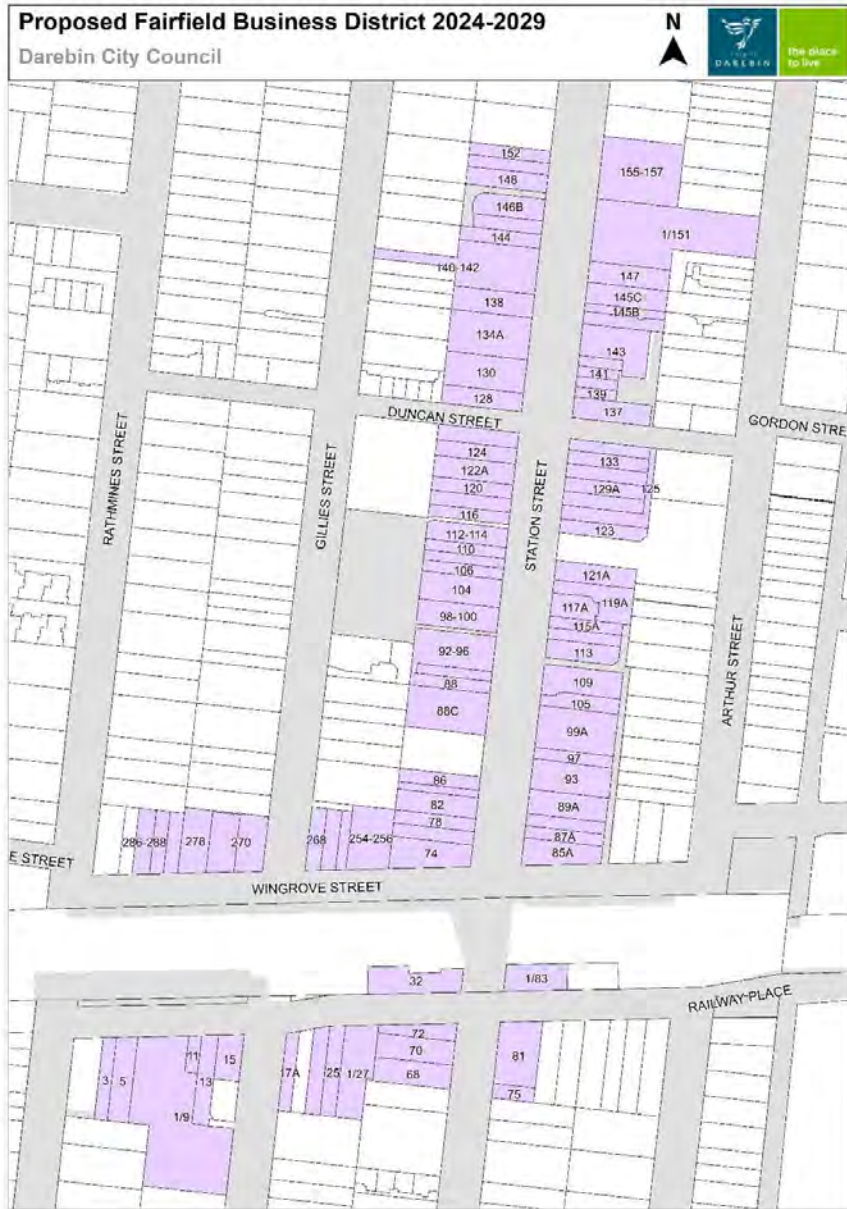 Proposed Fairfield Business District 2024-2029
Darebin City Council
N
DAREBIN
the place
to live
152
148
155-157
146B
144
1/151
140-142
147
145C
138
145B
134A
143
130
141
139
128
137
DUNCAN STREET
GORDON STRE
124
133
122A
120
129A
125
116
123
112-114
110
106
121A
104
117A
119A
98-100
115A
92-96
113
88
109
88C
105
99A
97
86
93
82
89A
78
87A
74
85A
286-288
278
270
268
254-256
RATHMINES STREET
GILLIES STREET
STATION STREET
ARTHUR STREET
E STREET
WINGROVE STREET
32
1/83
RAILWAY PLACE
72
11
15
70
81
3
5
13
17A
25
1/27
68
75
1/9